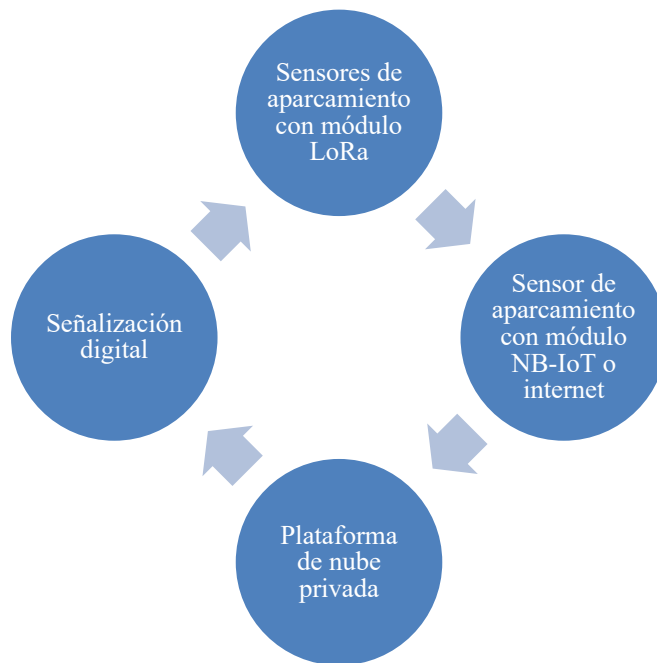 Sensores de
aparcamiento
con módulo
LoRa
Sensor de
aparcamiento
con módulo
NB-IoT o
internet
Plataforma
de nube
privada
Señalización
digital